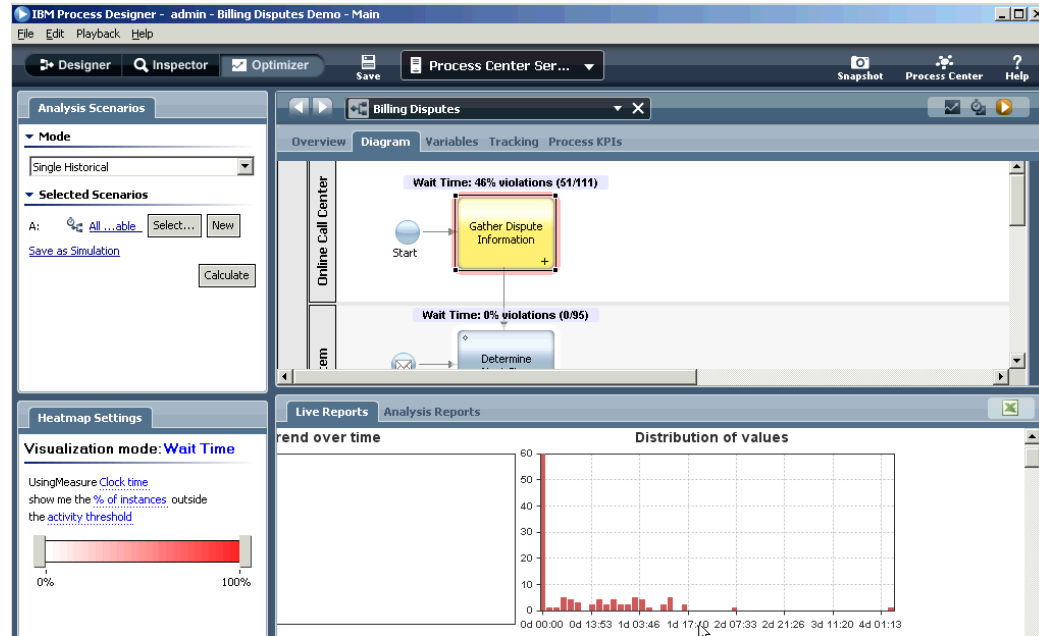 IBM Process Designer - admin - Billing Disputes Demo - Main
File Edit Playback Help
Designer Inspector Optimizer Save Process Center Ser... Snapshot Process Center Help
Analysis Scenarios
Mode
Single Historical
Selected Scenarios
A: All ...able Select... New
Save as Simulation
Calculate
Billing Disputes
Overview Diagram Variables Tracking Process KPIs
Online Call Center
Wait Time: 46% violations (51/111)
Start
Gather Dispute
Information
Wait Time: 0% violations (0/95)
Determine
Heatmap Settings
Visualization mode: Wait Time
UsingMeasure Clock time
show me the % of instances outside
the activity threshold
0% 100%
Live Reports Analysis Reports
rend over time
Distribution of values
60
50
40
30
20
10
0
0d 00:00 0d 13:53 1d 03:46 1d 17:40 2d 07:33 2d 21:26 3d 11:20 4d 01:13